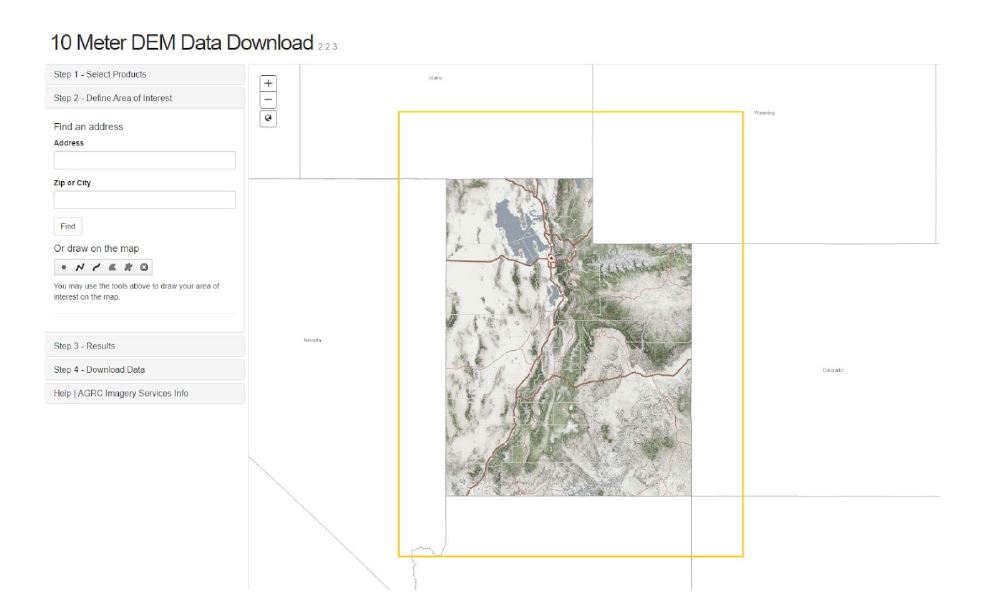 10 Meter DEM Data Download 2.2.3
Step 1 - Select Products
Step 2 - Define Area of Interest
Find an address
Address
Zip or City
Find
Or draw on the map
You may use the tools above to draw your area of
interest on the map.
Step 3 - Results
Step 4 - Download Data
Help | AGRC Imagery Services Info
+
−
Idaho
Wyoming
Nevada
Colorado